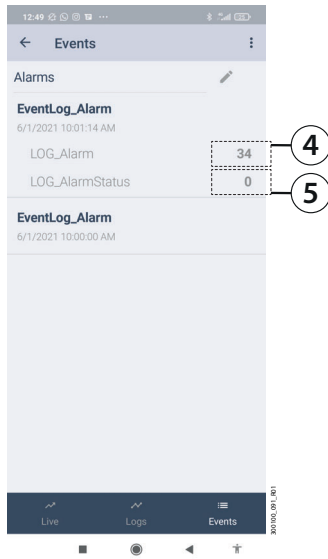 12:49 ...
Events
Alarms
EventLog_Alarm
6/1/2021 10:01:14 AM
LOG_Alarm 34
4
LOG_AlarmStatus 0
5
EventLog_Alarm
6/1/2021 10:00:00 AM
Live Logs Events
300100_091_R01